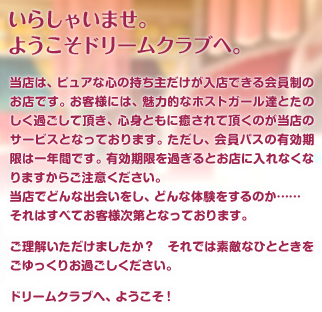 いらしゃいませ。
ようこそドリームクラブへ。
当店は、ピュアな心の持ち主だけが入店できる会員制の
お店です。お客様には、魅力的なホストガール達とたの
しく過ごして頂き、心身ともに癒されて頂くのが当店の
サービスとなっております。ただし、会員パスの有効期
限は一年間です。有効期限を過ぎるとお店に入れなくな
りますからご注意ください。
当店でどんな出会いをし、どんな体験をするのか……
それはすべてお客様次第となっております。
ご理解いただけましたか？　それでは素敵なひとときを
ごゆっくりお過ごしください。
ドリームクラブへ、ようこそ！